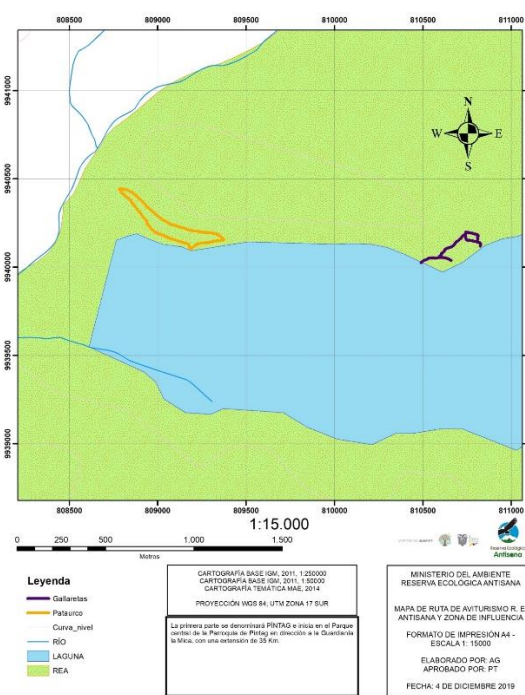 808500 809000 809500 810000 810500 811000
9941000
9940500
9940000
9939500
9939000
N
W E
S
808500 809000 809500 810000 810500 811000
1:15.000
0 250 500 1.000 1.500
Metros
Reserva Ecológica
Antisana
Leyenda
Gallaretas
Pataurco
Curva_nivel
RÍO
LAGUNA
REA
CARTOGRAFÍA BASE IGM, 2011, 1:250000
CARTOGRAFÍA BASE IGM, 2011, 1:50000
CARTOGRAFÍA TEMÁTICA MAE, 2014
PROYECCIÓN WGS 84, UTM ZONA 17 SUR
La primera parte se denominará PÍNTAG e inicia en el Parque
central de la Parroquia de Píntag en dirección a la Guardianía
la Mica, con una extensión de 35 Km.
MINISTERIO DEL AMBIENTE
RESERVA ECOLÓGICA ANTISANA
MAPA DE RUTA DE AVITURISMO R. E.
ANTISANA Y ZONA DE INFLUENCIA
FORMATO DE IMPRESIÓN A4 -
ESCALA 1: 15000
ELABORADO POR: AG
APROBADO POR: PT
FECHA: 4 DE DICIEMBRE 2019